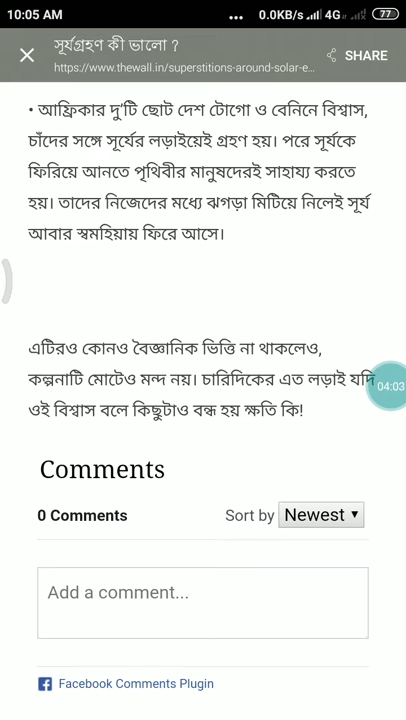 10:05 AM ... 0.0KB/s 4G 77
সূর্যগ্রহণ কী ভালো ?
https://www.thewall.in/superstitions-around-solar-e...
SHARE
• আফ্রিকার দু'টি ছোট দেশ টোগো ও বেনিনে বিশ্বাস,
চাঁদের সঙ্গে সূর্যের লড়াইয়েই গ্রহণ হয়। পরে সূর্যকে
ফিরিয়ে আনতে পৃথিবীর মানুষদেরই সাহায্য করতে
হয়। তাদের নিজেদের মধ্যে ঝগড়া মিটিয়ে নিলেই সূর্য
আবার স্বমহিয়ায় ফিরে আসে।
এটিরও কোনও বৈজ্ঞানিক ভিত্তি না থাকলেও,
কল্পনাটি মোটেও মন্দ নয়। চারিদিকের এত লড়াই যদি
04:03
ওই বিশ্বাস বলে কিছুটাও বন্ধ হয় ক্ষতি কি!
Comments
0 Comments
Sort by Newest
Add a comment...
Facebook Comments Plugin